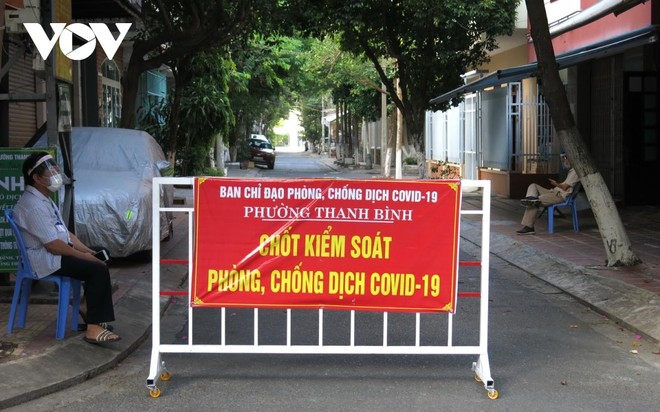 VOV
BAN CHỈ ĐẠO PHÒNG, CHỐNG DỊCH COVID-19
PHƯỜNG THANH BÌNH
CHỐT KIỂM SOÁT
PHÒNG, CHỐNG DỊCH COVID-19